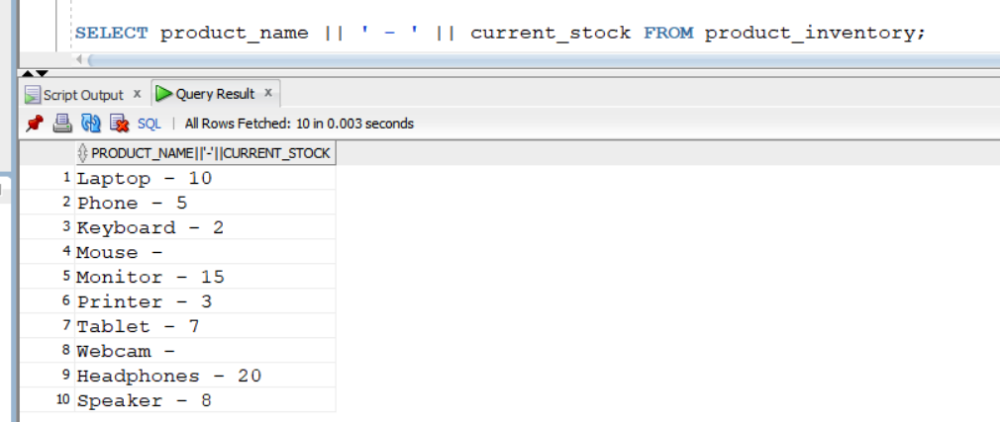 SELECT product_name || ' - ' || current_stock FROM product_inventory;
Script Output x Query Result x
SQL | All Rows Fetched: 10 in 0.003 seconds
PRODUCT_NAME||'-'||CURRENT_STOCK
1 Laptop - 10
2 Phone - 5
3 Keyboard - 2
4 Mouse -
5 Monitor - 15
6 Printer - 3
7 Tablet - 7
8 Webcam -
9 Headphones - 20
10 Speaker - 8